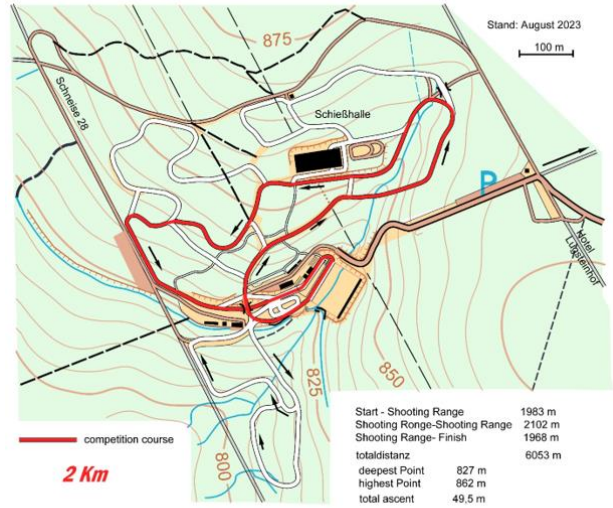 Stand: August 2023
100 m
875
Schneise 28
Schießhalle
P
Hotel
Lugsteinhof
850
825
800
competition course
2 Km
Start - Shooting Range 1983 m
Shooting Ronge-Shooting Range 2102 m
Shooting Range- Finish 1968 m
totaldistanz 6053 m
deepest Point 827 m
highest Point 862 m
total ascent 49,5 m